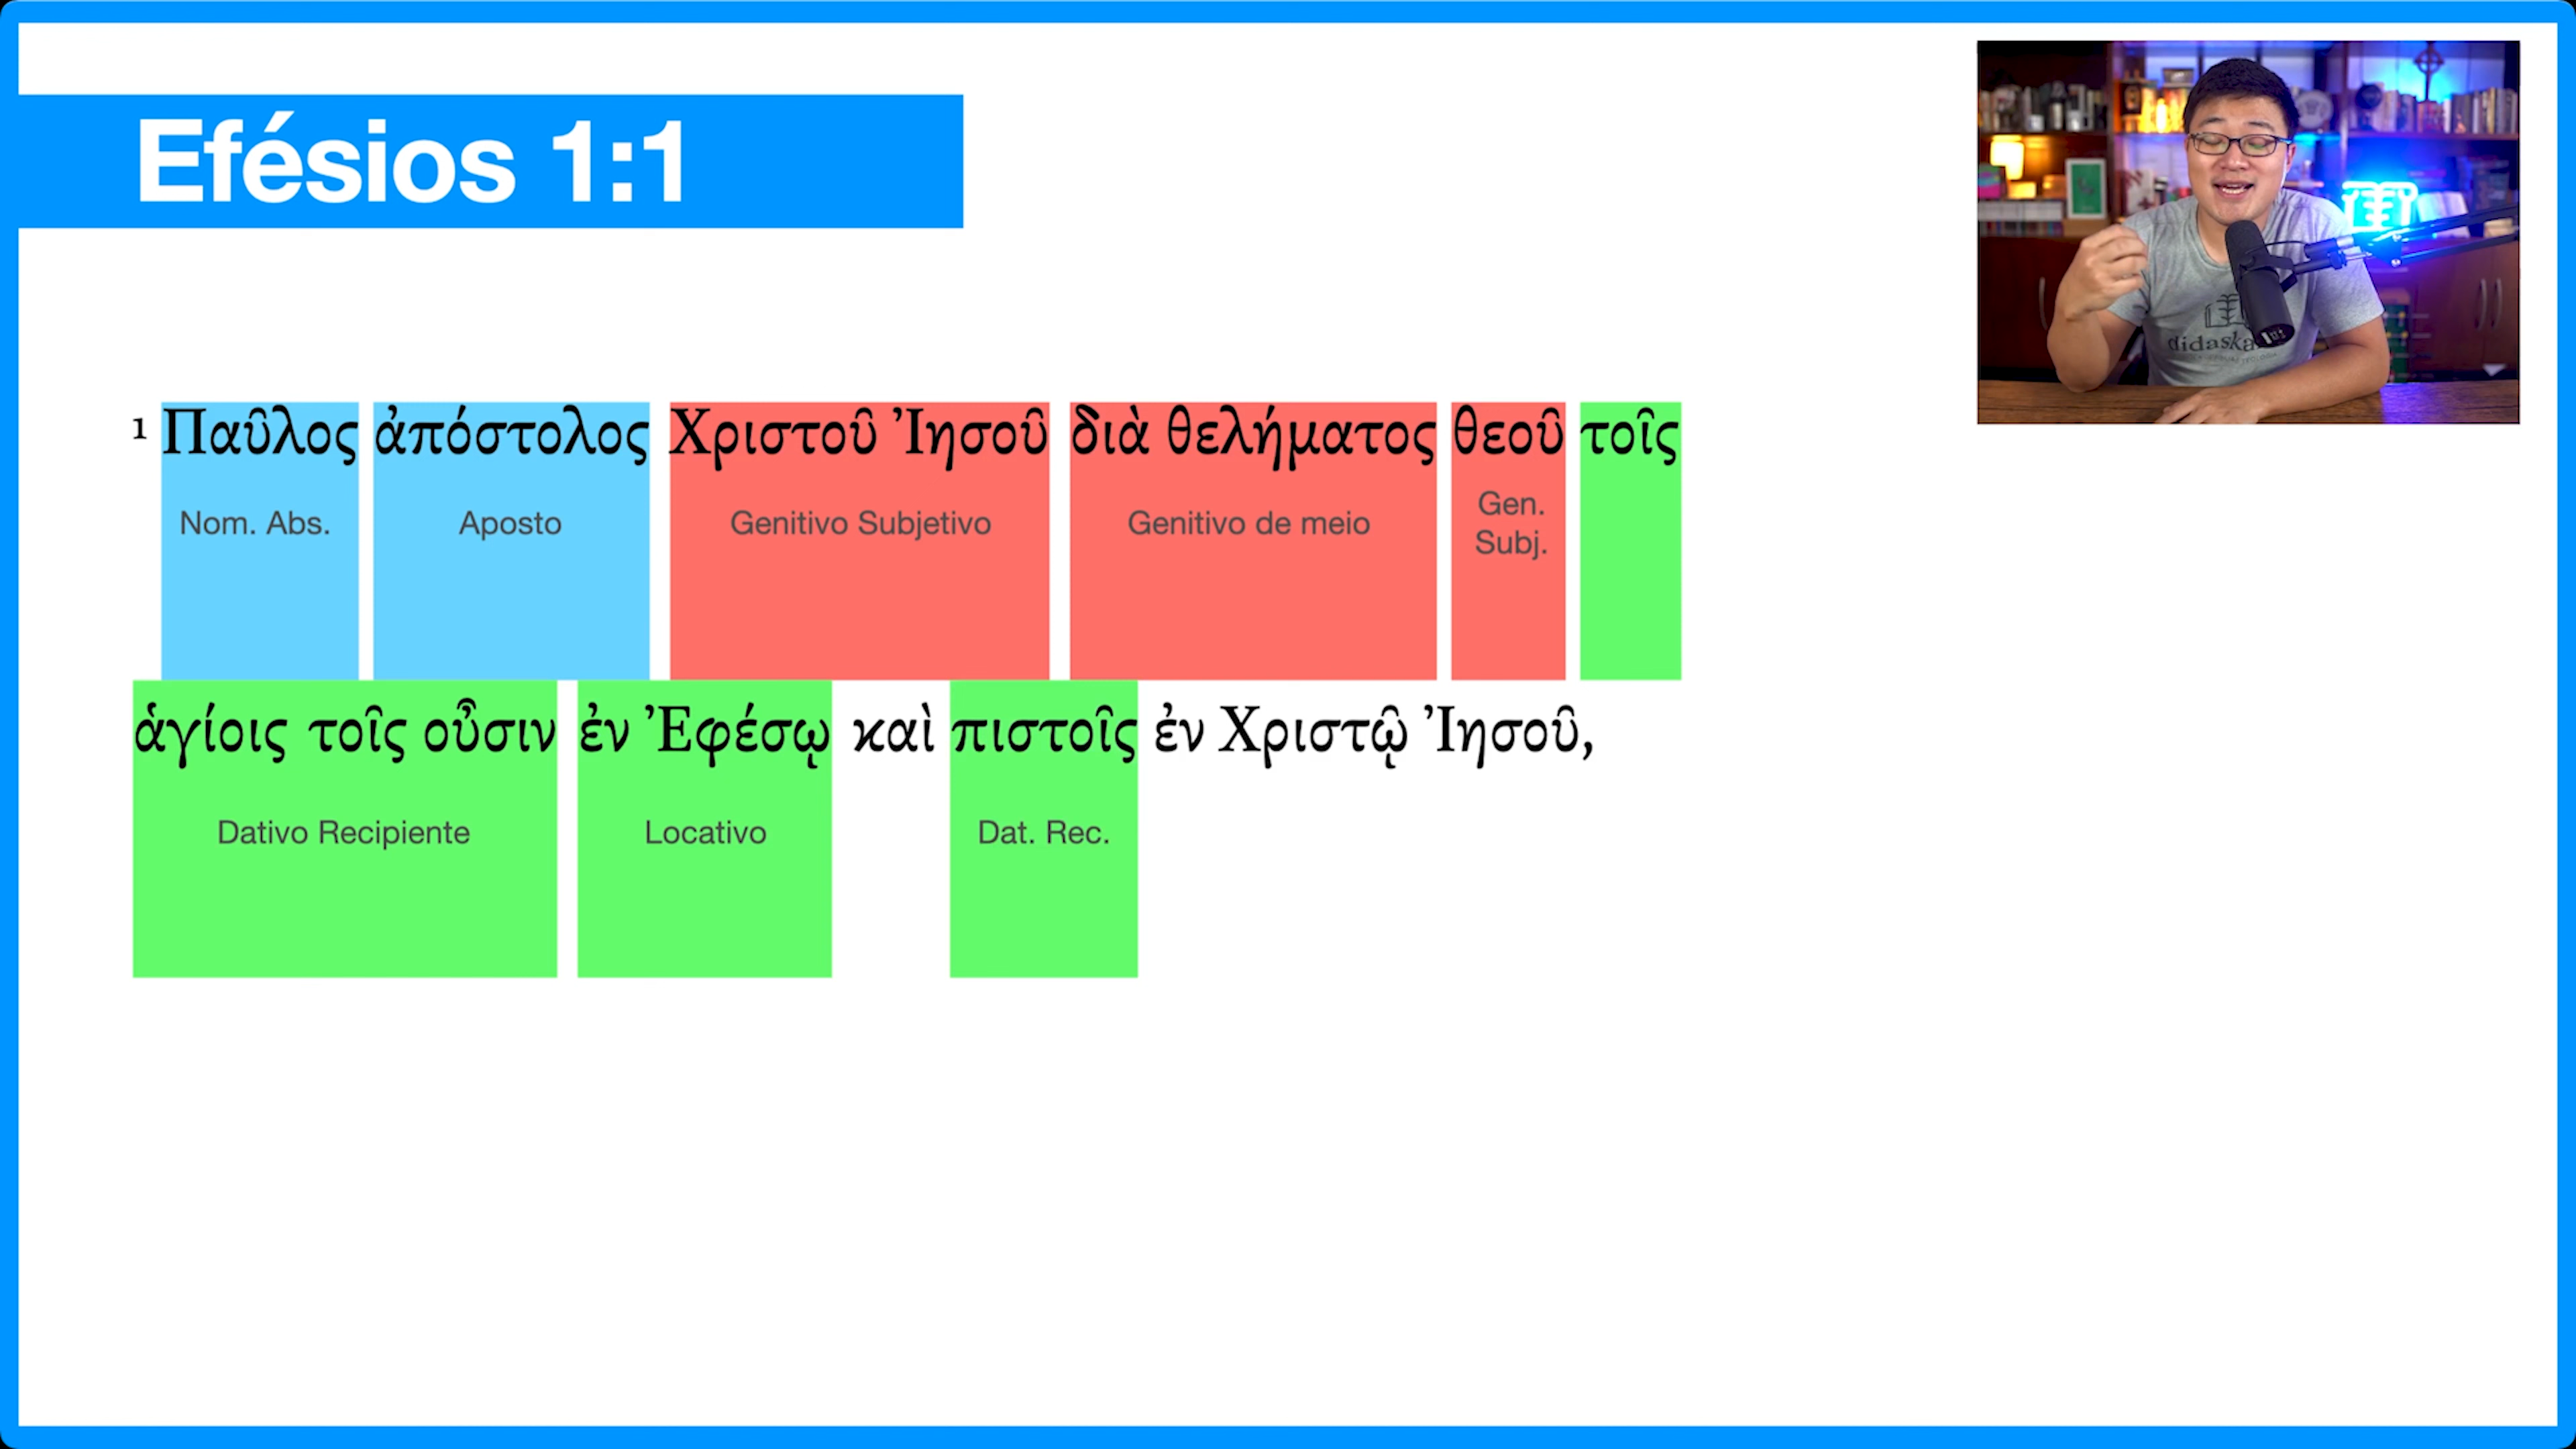 Efésios 1:1
1 Παῦλος ἀπόστολος Χριστοῦ Ἰησοῦ διὰ θελήματος θεοῦ τοῖς
Nom. Abs. Aposto Genitivo Subjetivo Genitivo de meio Gen. Subj.
ἁγίοις τοῖς οὖσιν ἐν Ἐφέσῳ καὶ πιστοῖς ἐν Χριστῷ Ἰησοῦ,
Dativo Recipiente Locativo Dat. Rec.